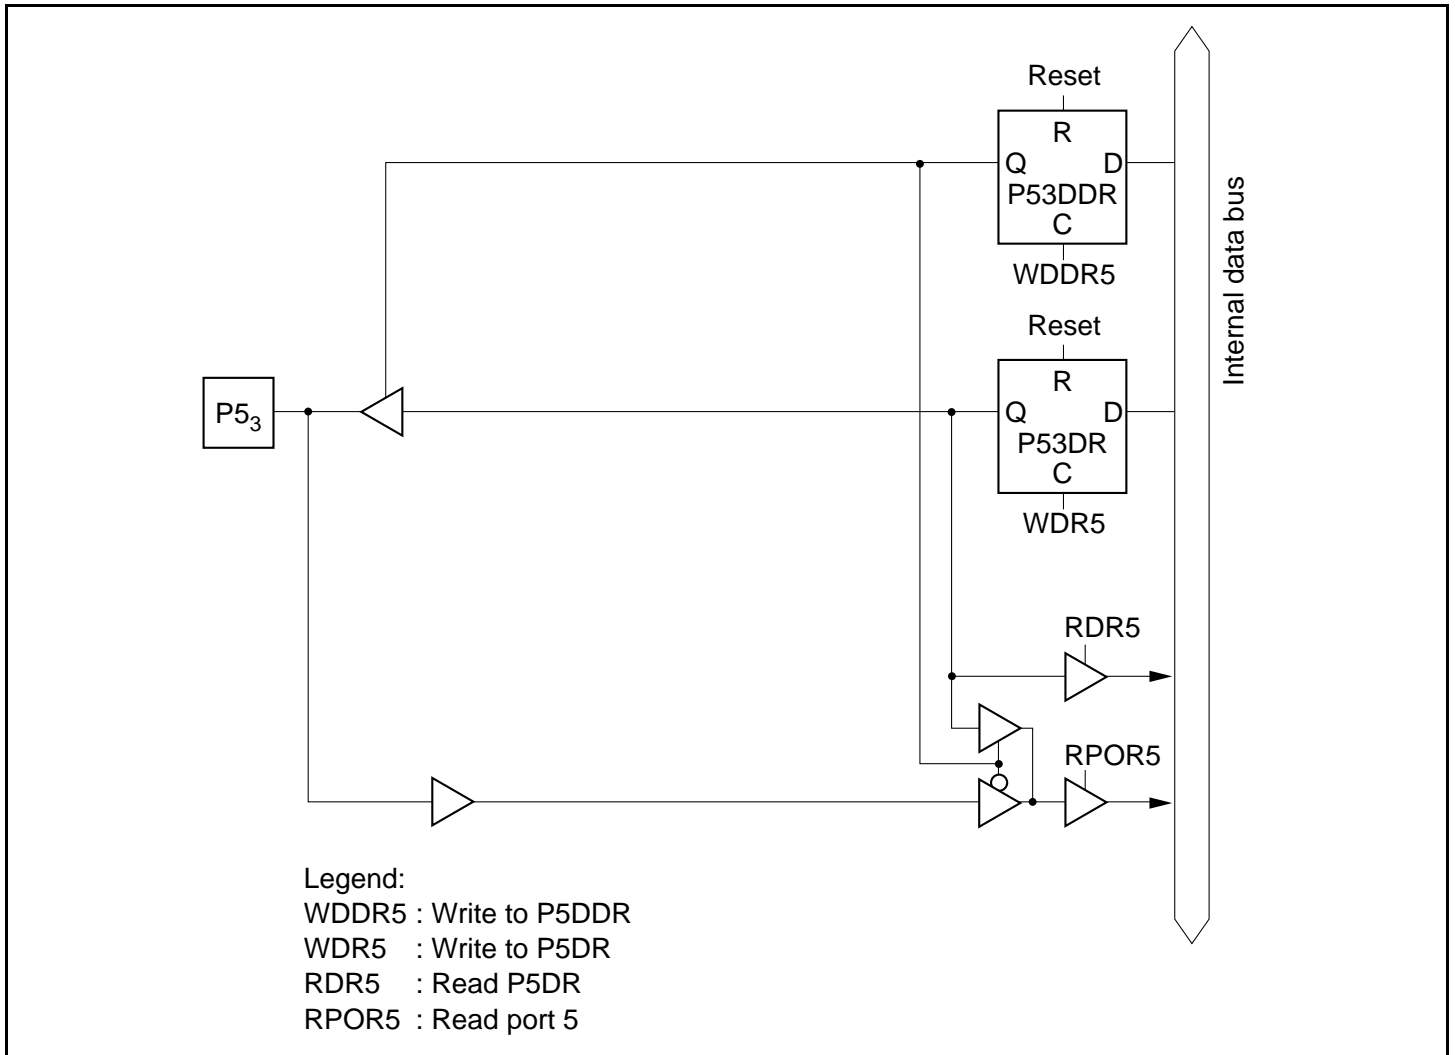 Reset
R
Q D
P53DDR
C
WDDR5
Internal data bus
Reset
R
P5₃
Q D
P53DR
C
WDR5
RDR5
RPOR5
Legend:
WDDR5 : Write to P5DDR
WDR5 : Write to P5DR
RDR5 : Read P5DR
RPOR5 : Read port 5